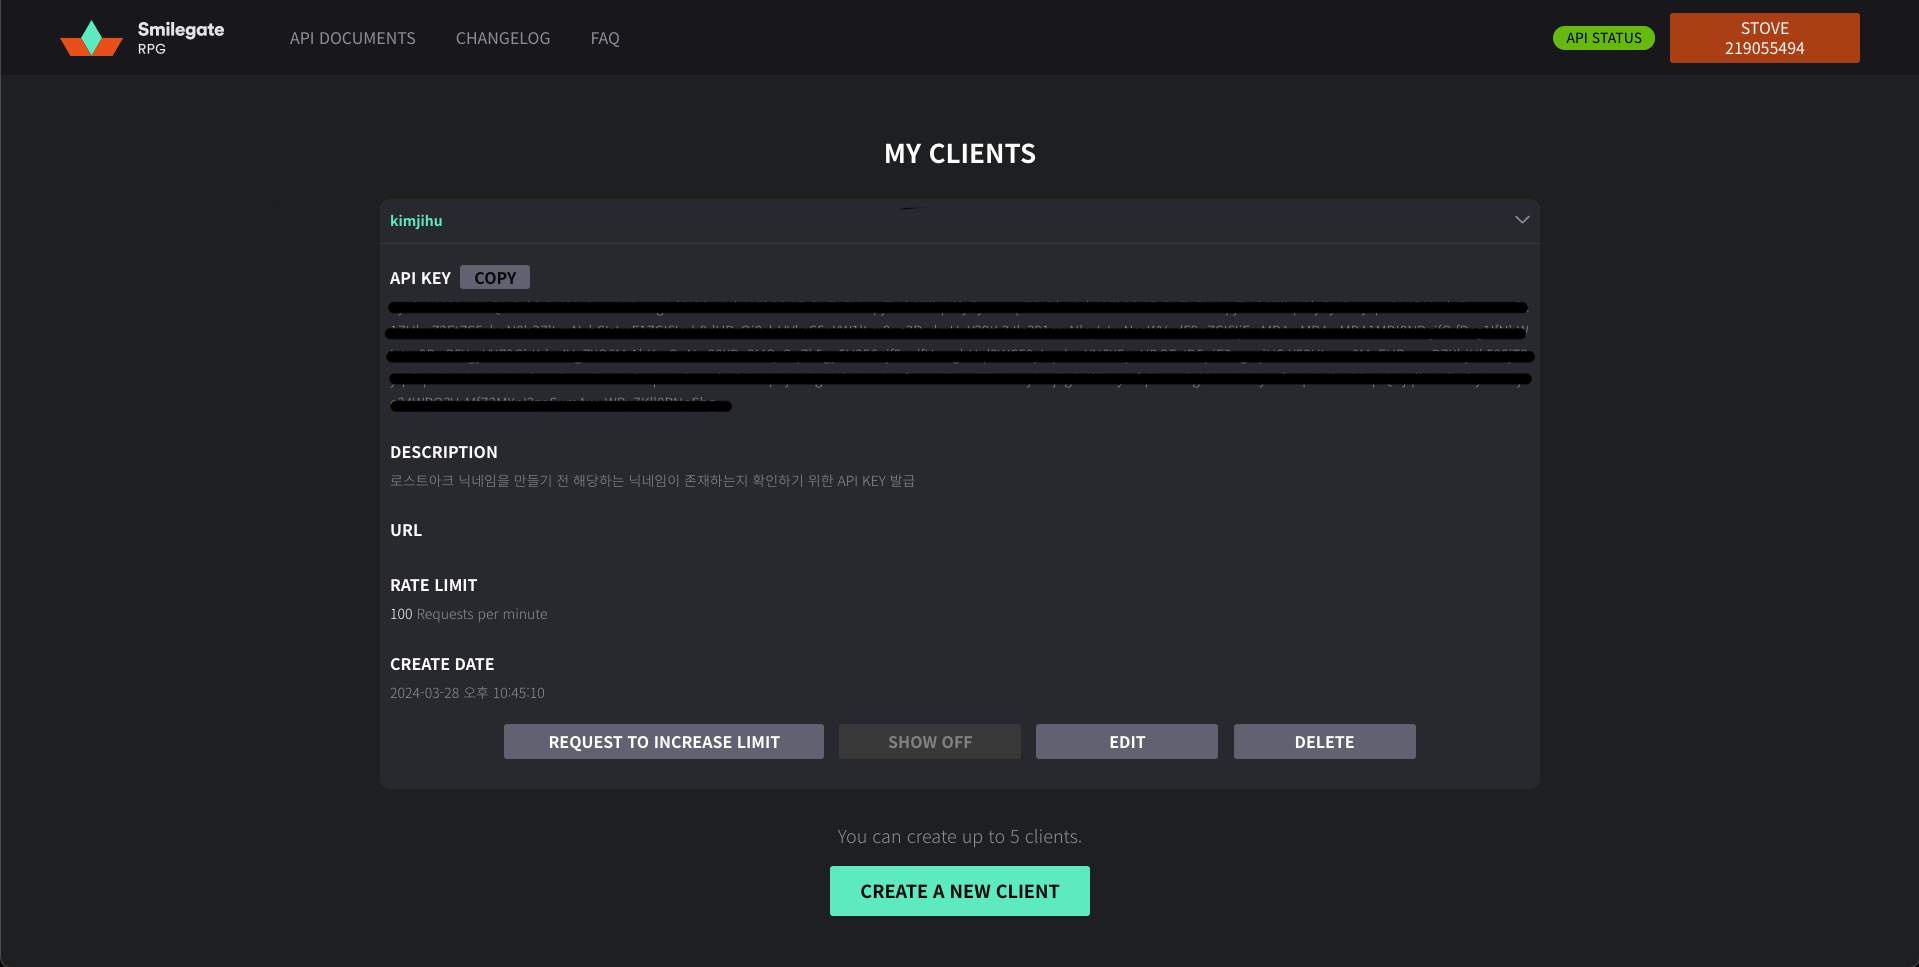 Smilegate
RPG
API DOCUMENTS
CHANGELOG
FAQ
API STATUS
STOVE
219055494
MY CLIENTS
kimjihu
API KEY
COPY
DESCRIPTION
로스트아크 닉네임을 만들기 전 해당하는 닉네임이 존재하는지 확인하기 위한 API KEY 발급
URL
RATE LIMIT
100 Requests per minute
CREATE DATE
2024-03-28 오후 10:45:10
REQUEST TO INCREASE LIMIT
SHOW OFF
EDIT
DELETE
You can create up to 5 clients.
CREATE A NEW CLIENT